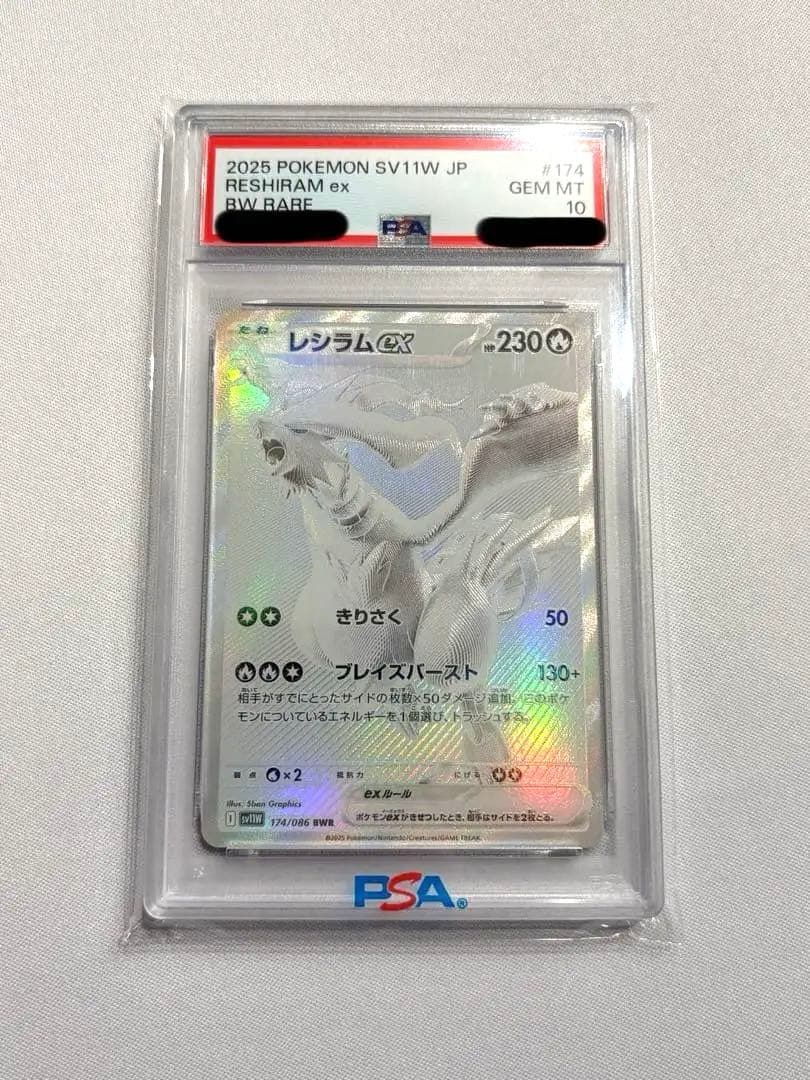 2025 POKEMON SV11W JP #174
RESHIRAM ex GEM MT
BW RARE 10
PSA
たね レシラムex HP 230
きりさく 50
ブレイズバースト 130+
相手がすでにとったサイドの枚数×50ダメージ追加。このポケ
モンについているエネルギーを1個選び、トラッシュする。
弱点 ×2 抵抗力 にげる
exルール
ポケモンexがきぜつしたとき、相手はサイドを2枚とる。
Illus. 5ban Graphics
I sv11W 174/086 BWR
©2025 Pokémon/Nintendo/Creatures/GAME FREAK.
PSA®